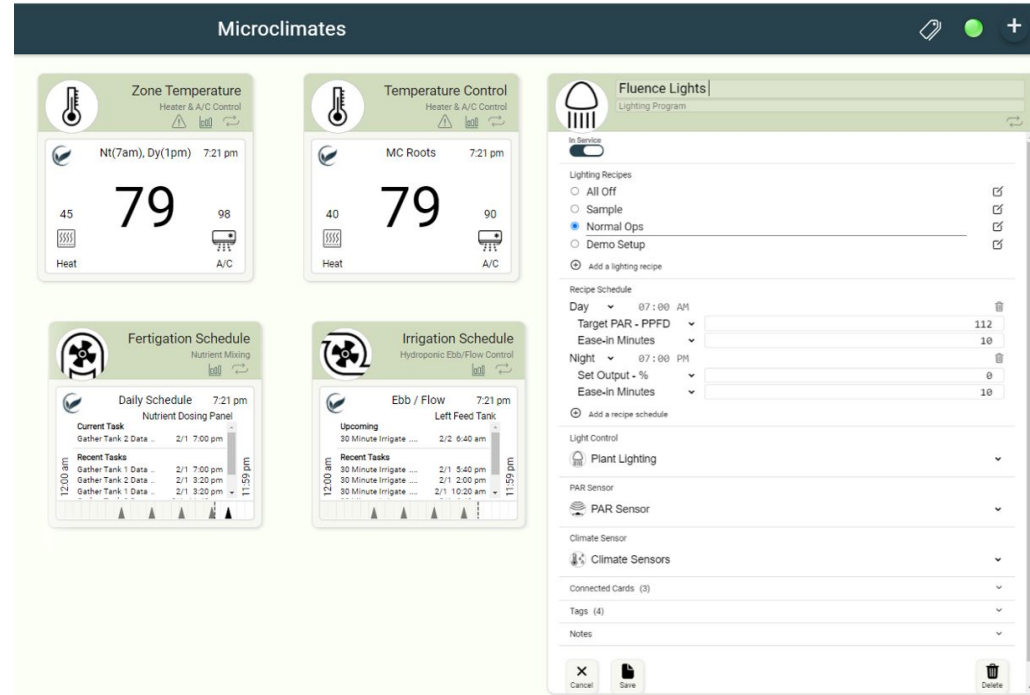 Microclimates
+
Zone Temperature
Heater & A/C Control
Nt(7am), Dy(1pm) 7:21 pm
79
45
98
Heat
A/C
Temperature Control
Heater & A/C Control
MC Roots 7:21 pm
79
40
90
Heat
A/C
Fertigation Schedule
Nutrient Mixing
Daily Schedule 7:21 pm
Nutrient Dosing Panel
Current Task
Gather Tank 2 Data .. 2/1 7:00 pm
Recent Tasks
Gather Tank 1 Data .. 2/1 7:00 pm
Gather Tank 2 Data .. 2/1 3:20 pm
Gather Tank 1 Data .. 2/1 3:20 pm
12:00 am
11:59 pm
Irrigation Schedule
Hydroponic Ebb/Flow Control
Ebb / Flow 7:21 pm
Left Feed Tank
Upcoming
30 Minute Irrigate .... 2/2 6:40 am
Recent Tasks
30 Minute Irrigate .... 2/1 5:40 pm
30 Minute Irrigate .... 2/1 2:00 pm
30 Minute Irrigate .... 2/1 10:20 am
12:00 am
11:59 pm
Fluence Lights
Lighting Program
In Service
Lighting Recipes
All Off
Sample
Normal Ops
Demo Setup
Add a lighting recipe
Recipe Schedule
Day 07:00 AM
Target PAR - PPFD 112
Ease-in Minutes 10
Night 07:00 PM
Set Output - % 0
Ease-in Minutes 10
Add a recipe schedule
Light Control
Plant Lighting
PAR Sensor
PAR Sensor
Climate Sensor
Climate Sensors
Connected Cards (3)
Tags (4)
Notes
Cancel
Save
Delete